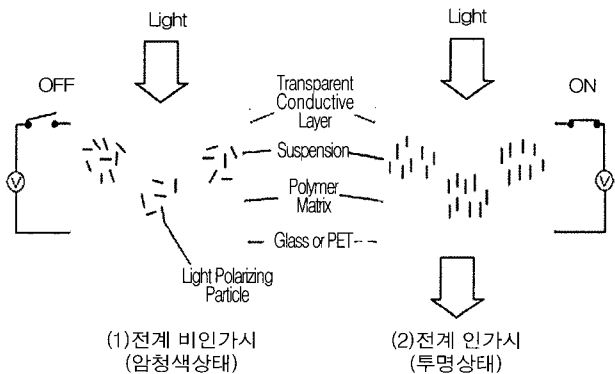 Light
Light
OFF
Transparent
Conductive
Layer
ON
Suspension
V
V
Polymer
Matrix
Glass or PET
Light Polarizing
Particle
(1)전계 비인가시
(암청색상태)
(2)전계 인가시
(투명상태)